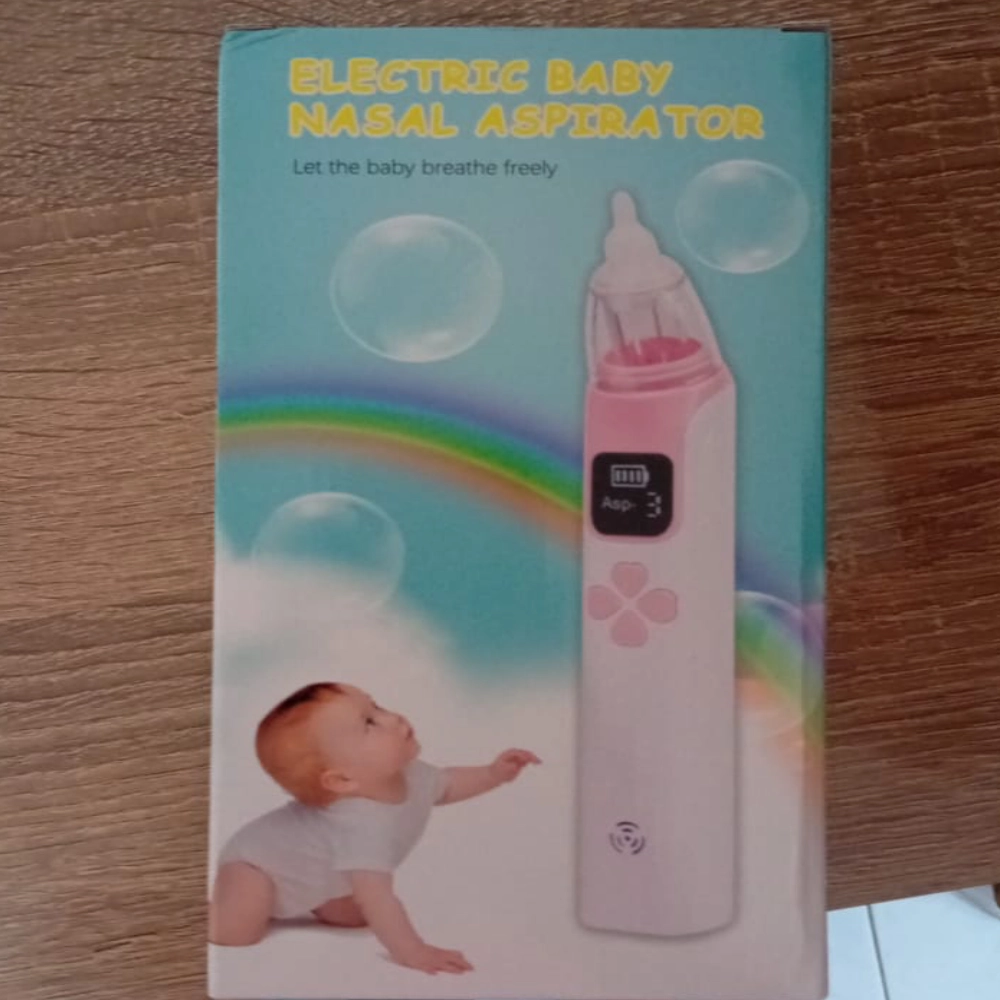 ELECTRIC BABY
NASAL ASPIRATOR
Let the baby breathe freely
Asp- 3